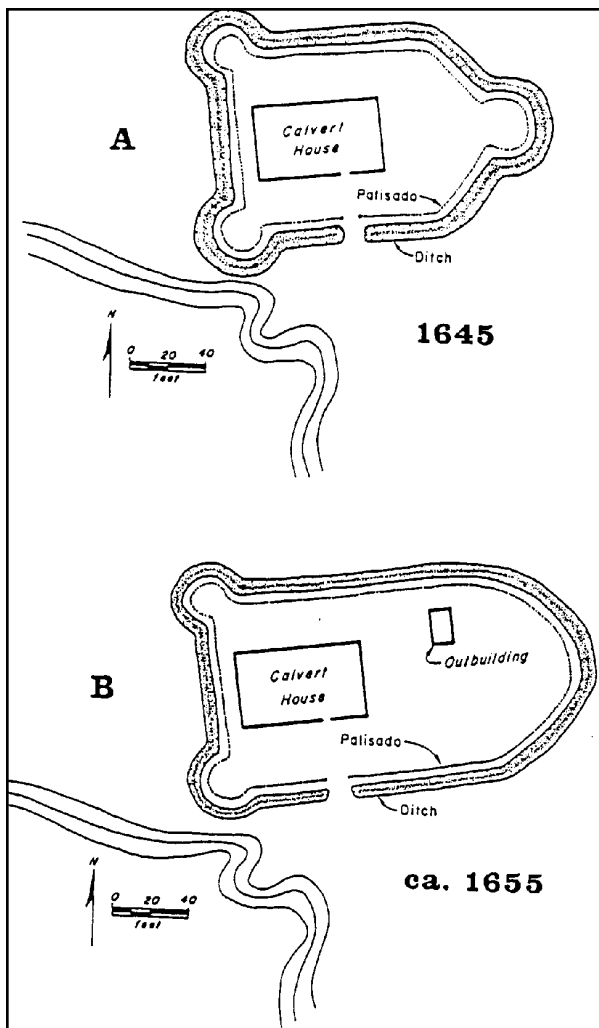 A
Calvert
House
Palisado
Ditch
1645
N
0 20 40
feet
B
Outbuilding
Calvert
House
Palisado
Ditch
ca. 1655
N
0 20 40
feet